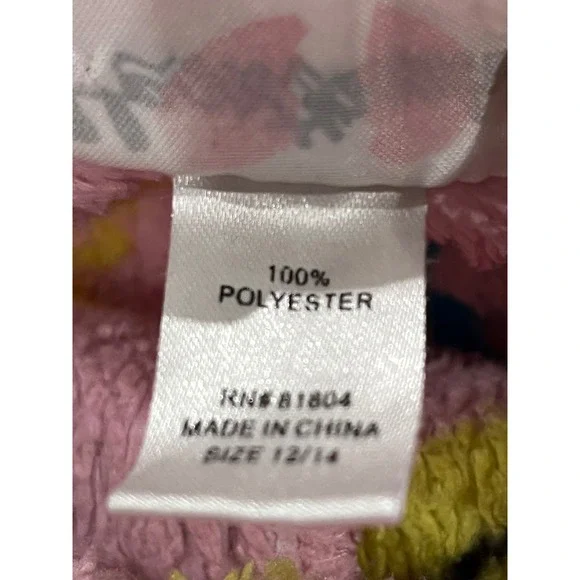 100%
POLYESTER
RN# 81804
MADE IN CHINA
SIZE 12/14